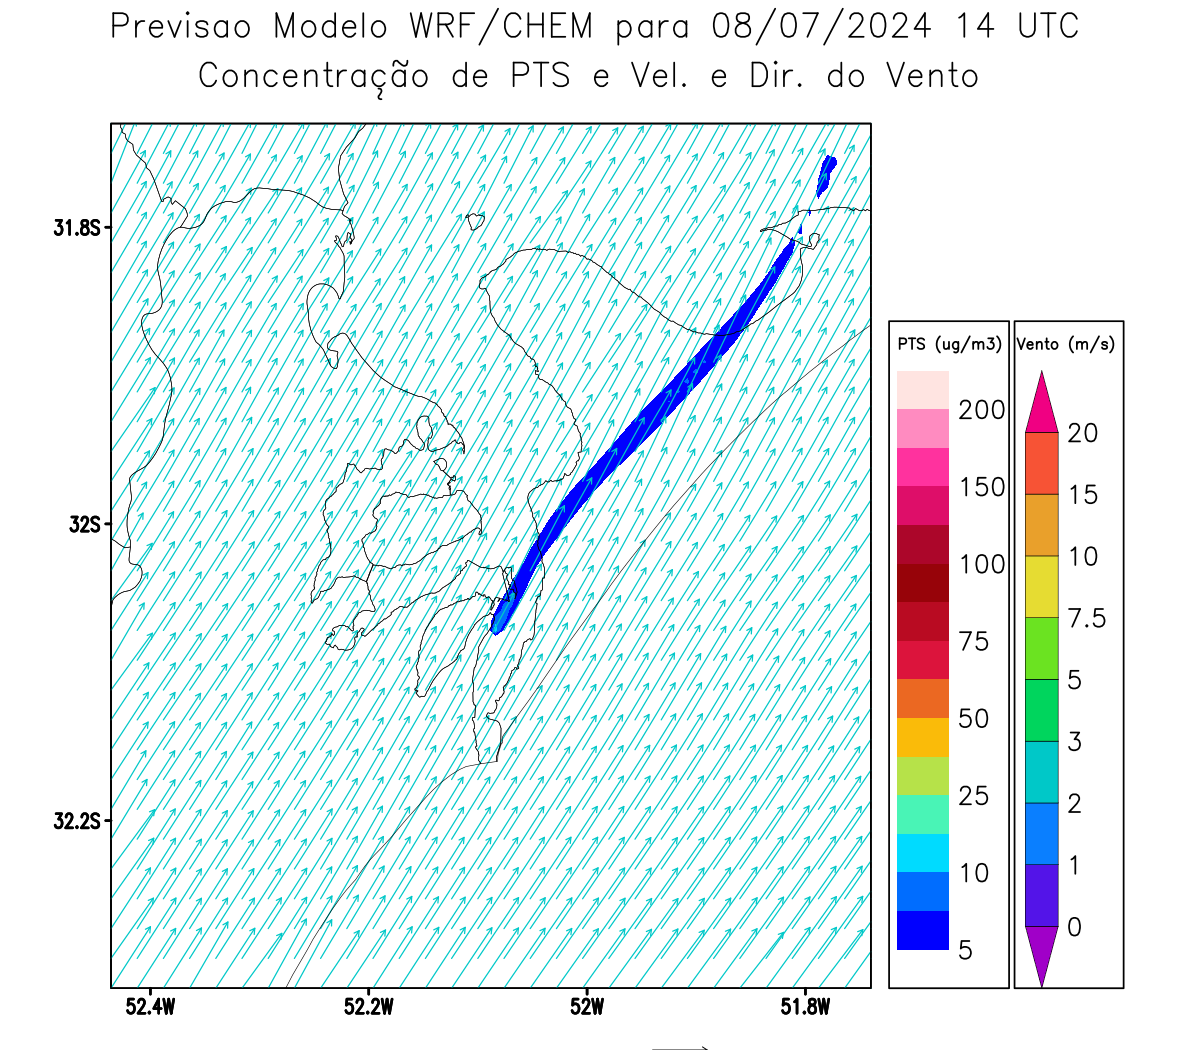 Previsao Modelo WRF/CHEM para 08/07/2024 14 UTC
Concentração de PTS e Vel. e Dir. do Vento
31.8S
32S
32.2S
52.4W
52.2W
52W
51.8W
PTS (ug/m3)
200
150
100
75
50
25
10
5
Vento (m/s)
20
15
10
7.5
5
3
2
1
0